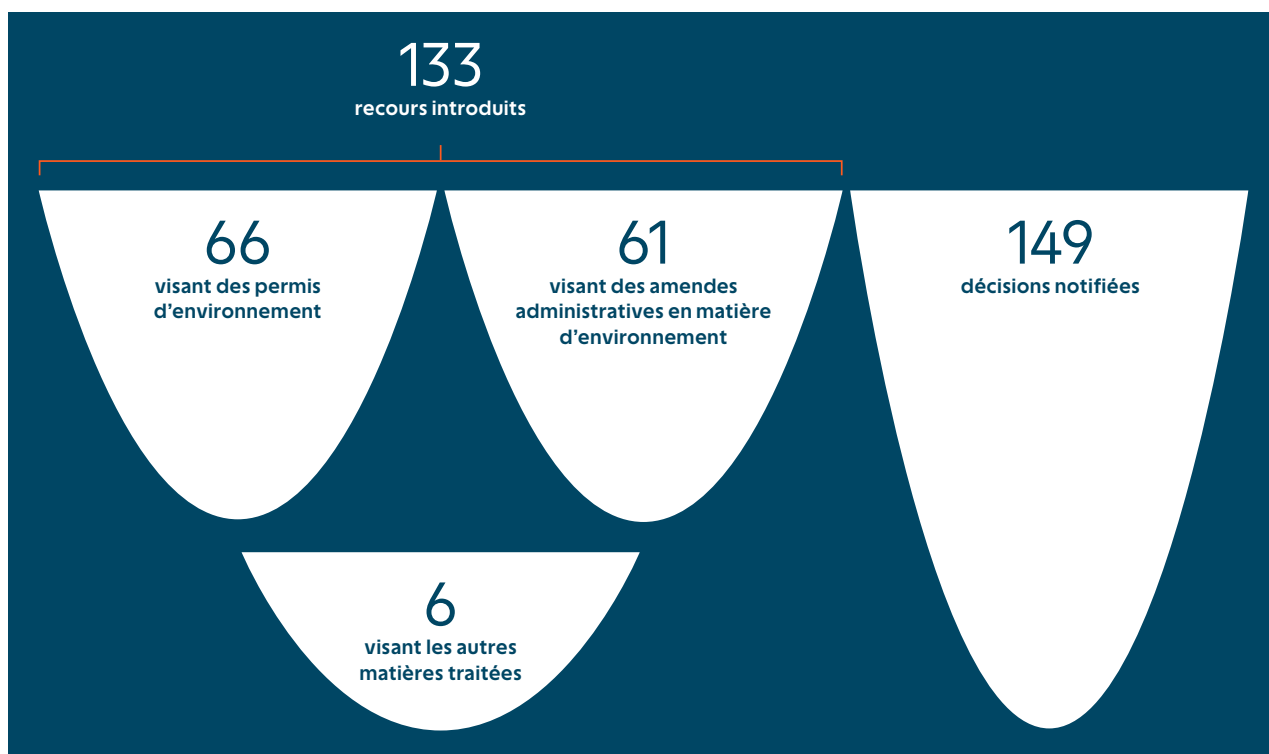 133
recours introduits
66
visant des permis
d’environnement
61
visant des amendes
administratives en matière
d’environnement
149
décisions notifiées
6
visant les autres
matières traitées